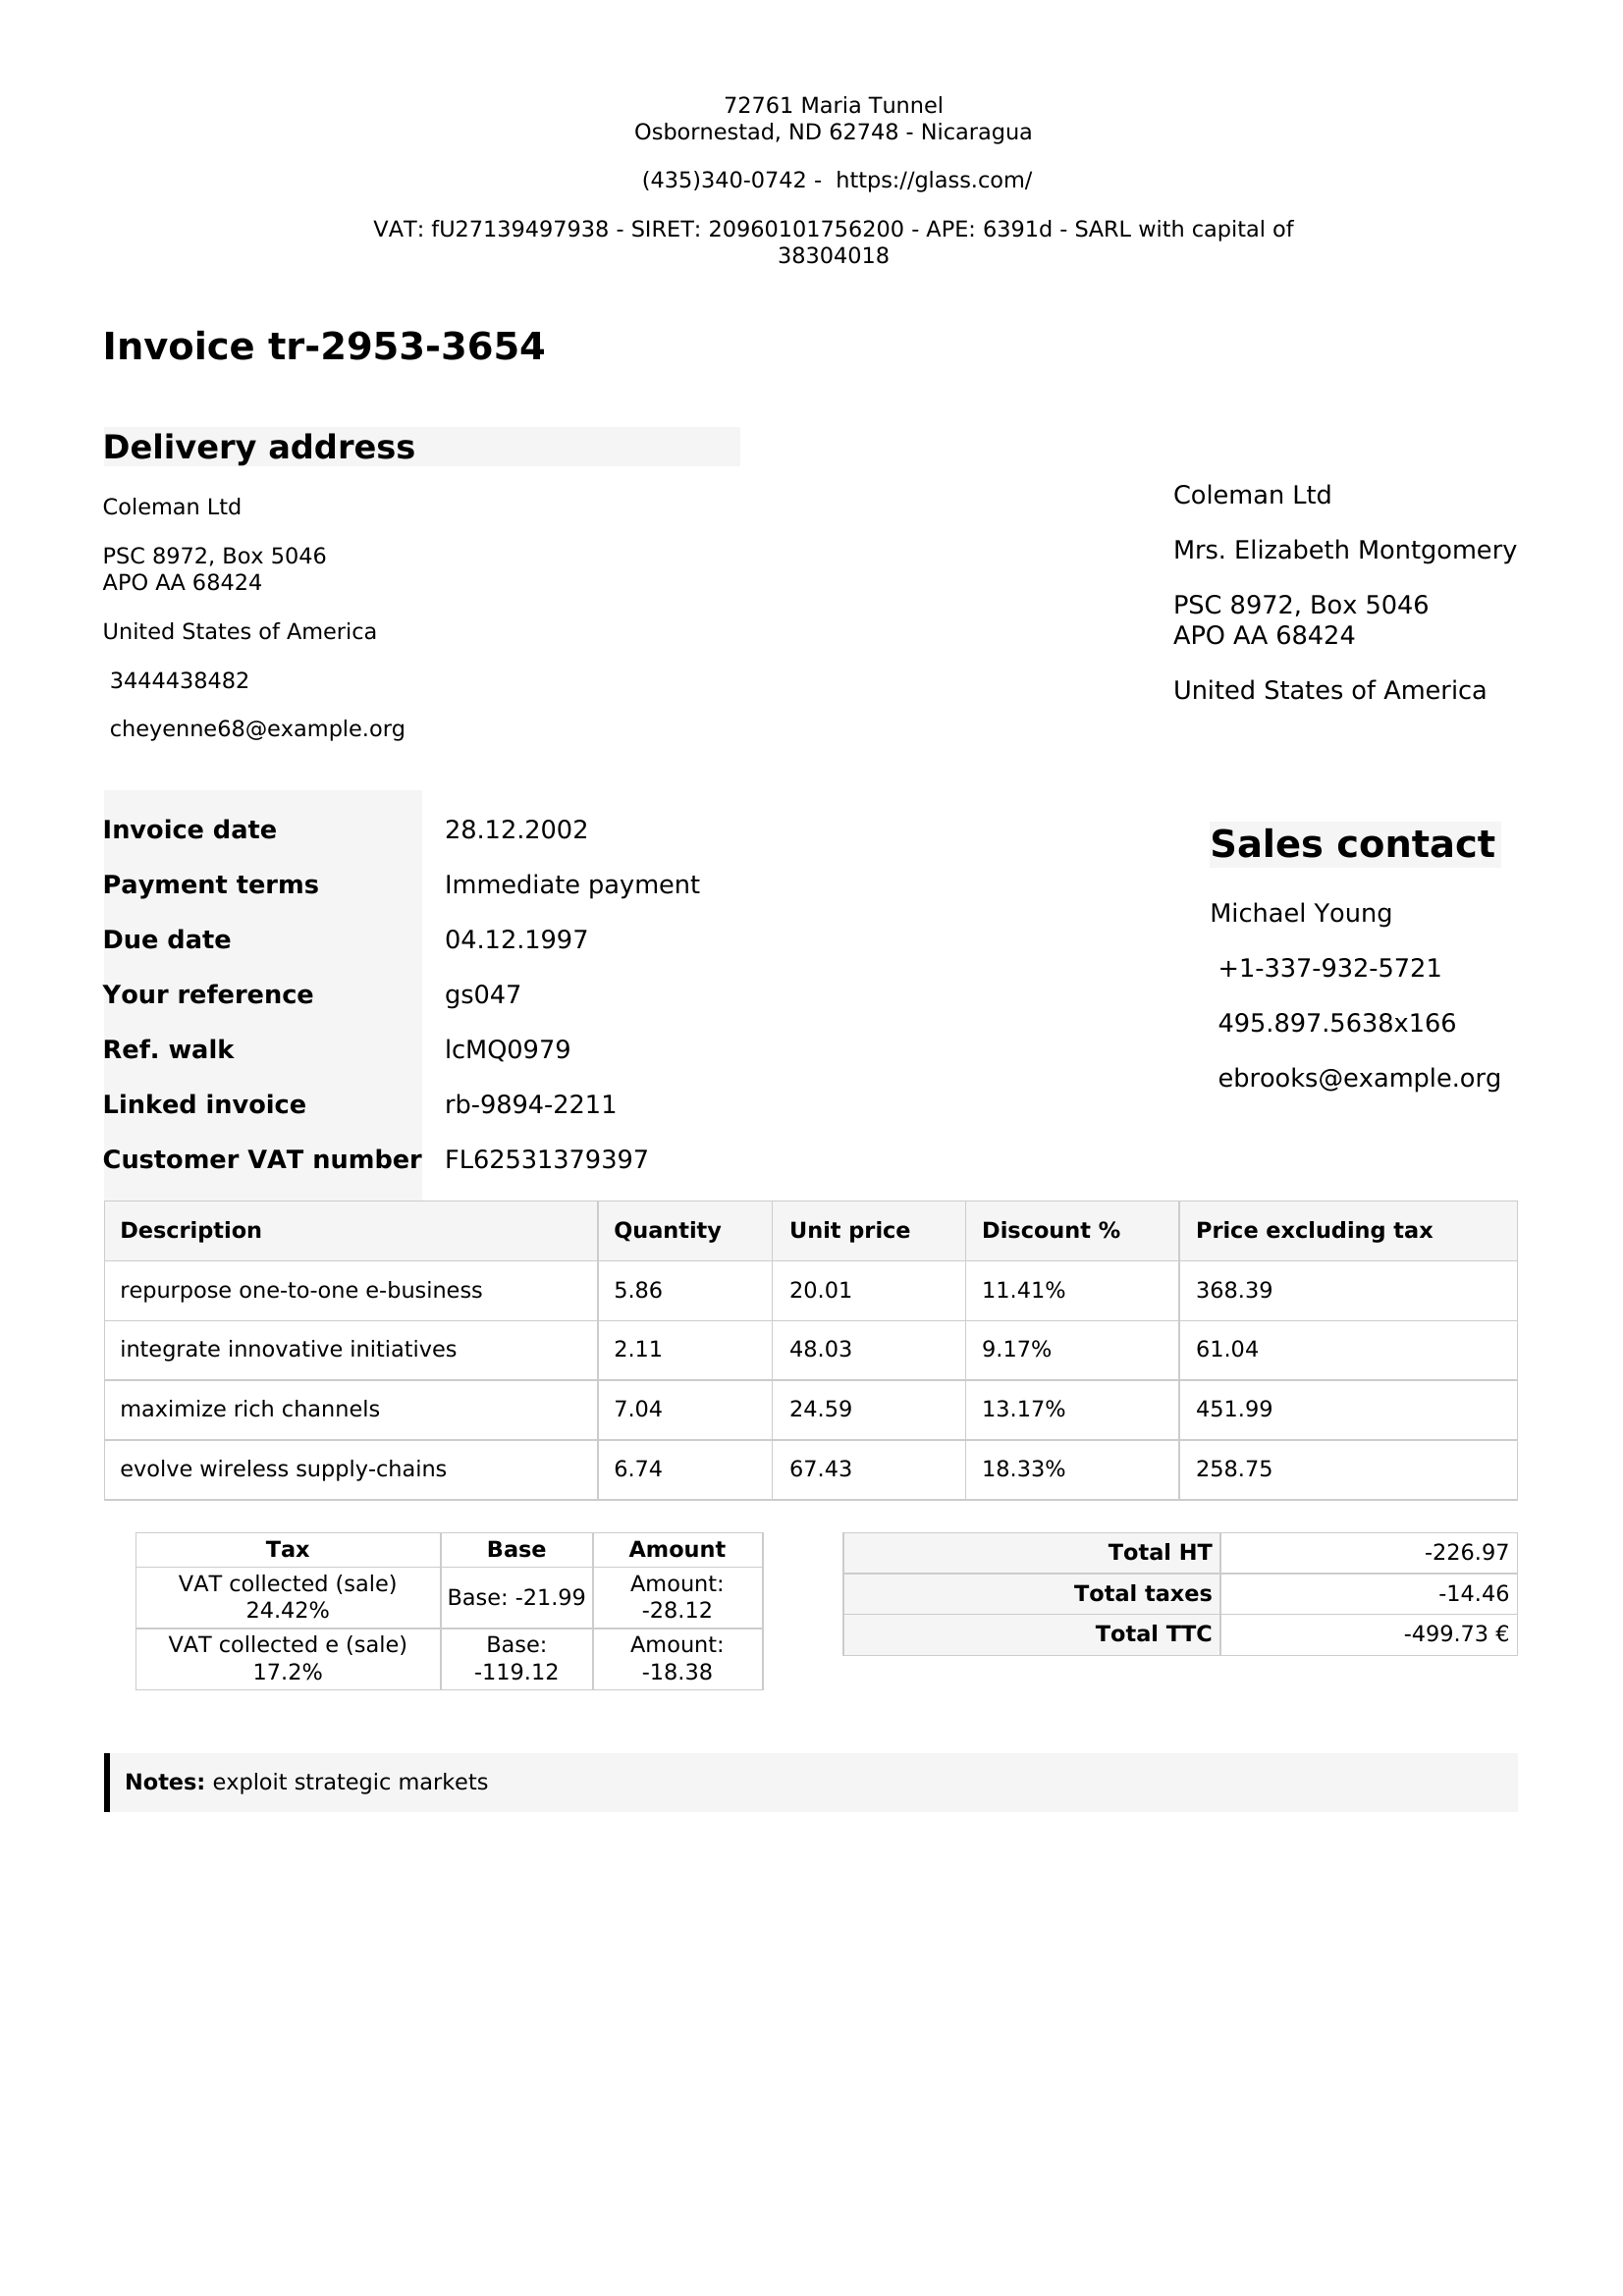 72761 Maria Tunnel
Osbornestad, ND 62748 - Nicaragua
(435)340-0742 -  https://glass.com/
VAT: fU27139497938 - SIRET: 20960101756200 - APE: 6391d - SARL with capital of
38304018
Invoice tr-2953-3654
Delivery address
Coleman Ltd
PSC 8972, Box 5046
APO AA 68424
United States of America
3444438482
cheyenne68@example.org
Coleman Ltd
Mrs. Elizabeth Montgomery
PSC 8972, Box 5046
APO AA 68424
United States of America
Invoice date 28.12.2002
Payment terms Immediate payment
Due date 04.12.1997
Your reference gs047
Ref. walk lcMQ0979
Linked invoice rb-9894-2211
Customer VAT number FL62531379397
Sales contact
Michael Young
+1-337-932-5721
495.897.5638x166
ebrooks@example.org
Description Quantity Unit price Discount % Price excluding tax
repurpose one-to-one e-business 5.86 20.01 11.41% 368.39
integrate innovative initiatives 2.11 48.03 9.17% 61.04
maximize rich channels 7.04 24.59 13.17% 451.99
evolve wireless supply-chains 6.74 67.43 18.33% 258.75
Tax Base Amount
VAT collected (sale) 24.42% Base: -21.99 Amount: -28.12
VAT collected e (sale) 17.2% Base: -119.12 Amount: -18.38
Total HT -226.97
Total taxes -14.46
Total TTC -499.73 €
Notes: exploit strategic markets